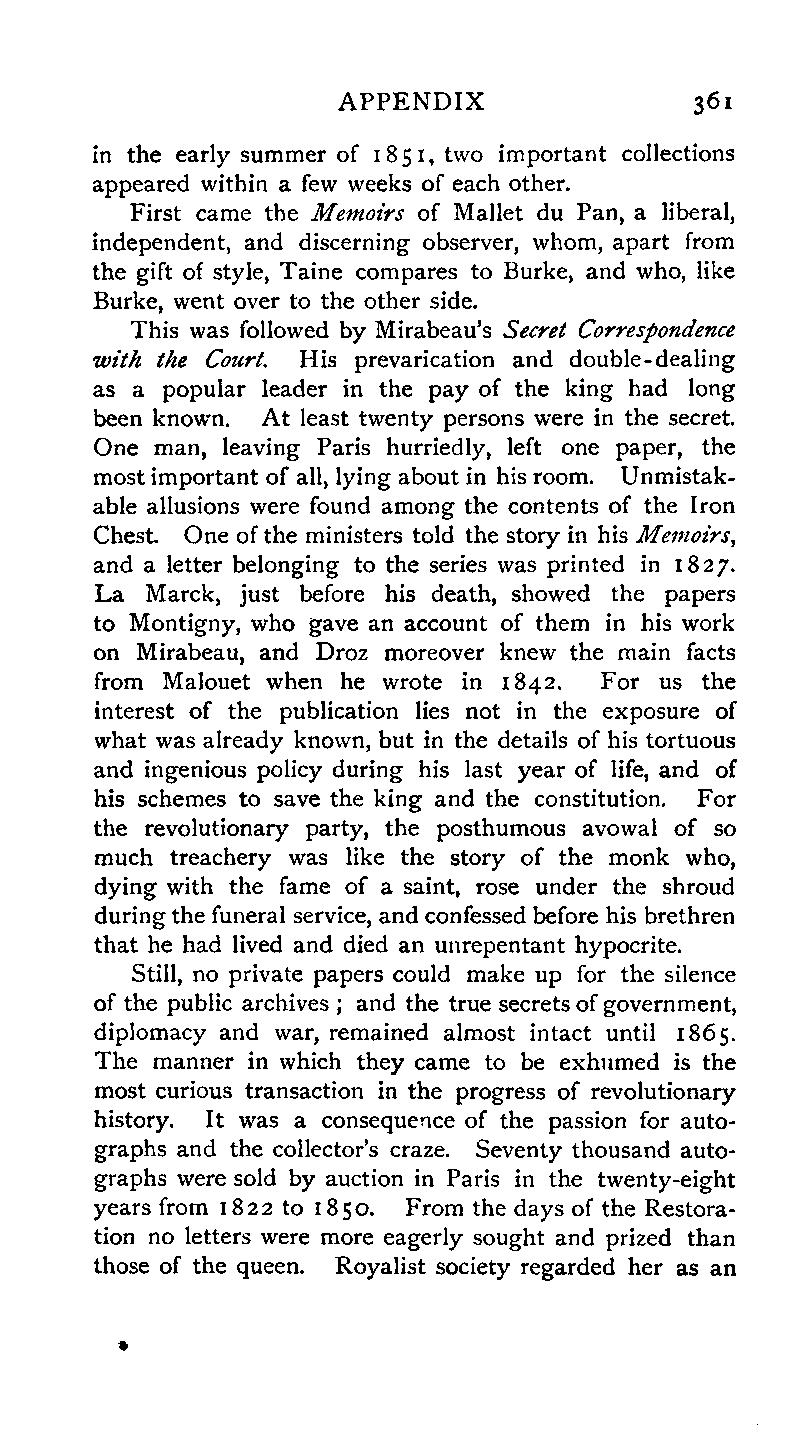 APPENDIX 361
in the early summer of 1851, two important collections
appeared within a few weeks of each other.
First came the Memoirs of Mallet du Pan, a liberal,
independent, and discerning observer, whom, apart from
the gift of style, Taine compares to Burke, and who, like
Burke, went over to the other side.
This was followed by Mirabeau's Secret Correspondence
with the Court. His prevarication and double-dealing
as a popular leader in the pay of the king had long
been known. At least twenty persons were in the secret.
One man, leaving Paris hurriedly, left one paper, the
most important of all, lying about in his room. Unmistak-
able allusions were found among the contents of the Iron
Chest. One of the ministers told the story in his Memoirs,
and a letter belonging to the series was printed in 1827.
La Marck, just before his death, showed the papers
to Montigny, who gave an account of them in his work
on Mirabeau, and Droz moreover knew the main facts
from Malouet when he wrote in 1842. For us the
interest of the publication lies not in the exposure of
what was already known, but in the details of his tortuous
and ingenious policy during his last year of life, and of
his schemes to save the king and the constitution. For
the revolutionary party, the posthumous avowal of so
much treachery was like the story of the monk who,
dying with the fame of a saint, rose under the shroud
during the funeral service, and confessed before his brethren
that he had lived and died an unrepentant hypocrite.
Still, no private papers could make up for the silence
of the public archives ; and the true secrets of government,
diplomacy and war, remained almost intact until 1865.
The manner in which they came to be exhumed is the
most curious transaction in the progress of revolutionary
history. It was a consequence of the passion for auto-
graphs and the collector's craze. Seventy thousand auto-
graphs were sold by auction in Paris in the twenty-eight
years from 1822 to 1850. From the days of the Restora-
tion no letters were more eagerly sought and prized than
those of the queen. Royalist society regarded her as an